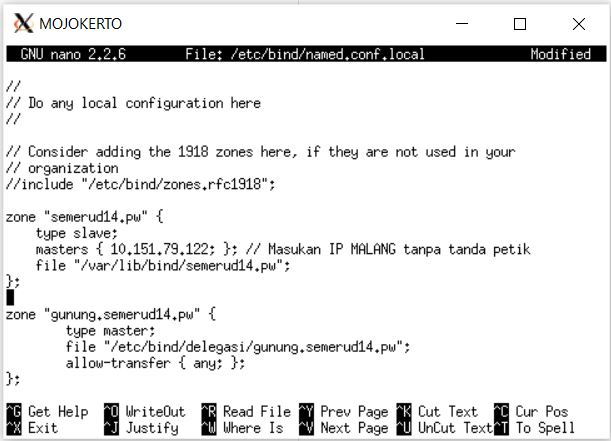 MOJOKERTO
GNU nano 2.2.6 File: /etc/bind/named.conf.local Modified
//
// Do any local configuration here
//
// Consider adding the 1918 zones here, if they are not used in your
// organization
//include "/etc/bind/zones.rfc1918";
zone "semerud14.pw" {
    type slave;
    masters { 10.151.79.122; }; // Masukan IP MALANG tanpa tanda petik
    file "/var/lib/bind/semerud14.pw";
};
zone "gunung.semerud14.pw" {
        type master;
        file "/etc/bind/delegasi/gunung.semerud14.pw";
        allow-transfer { any; };
};
^G Get Help ^O WriteOut ^R Read File ^Y Prev Page ^K Cut Text ^C Cur Pos
^X Exit ^J Justify ^W Where Is ^V Next Page ^U UnCut Text ^T To Spell